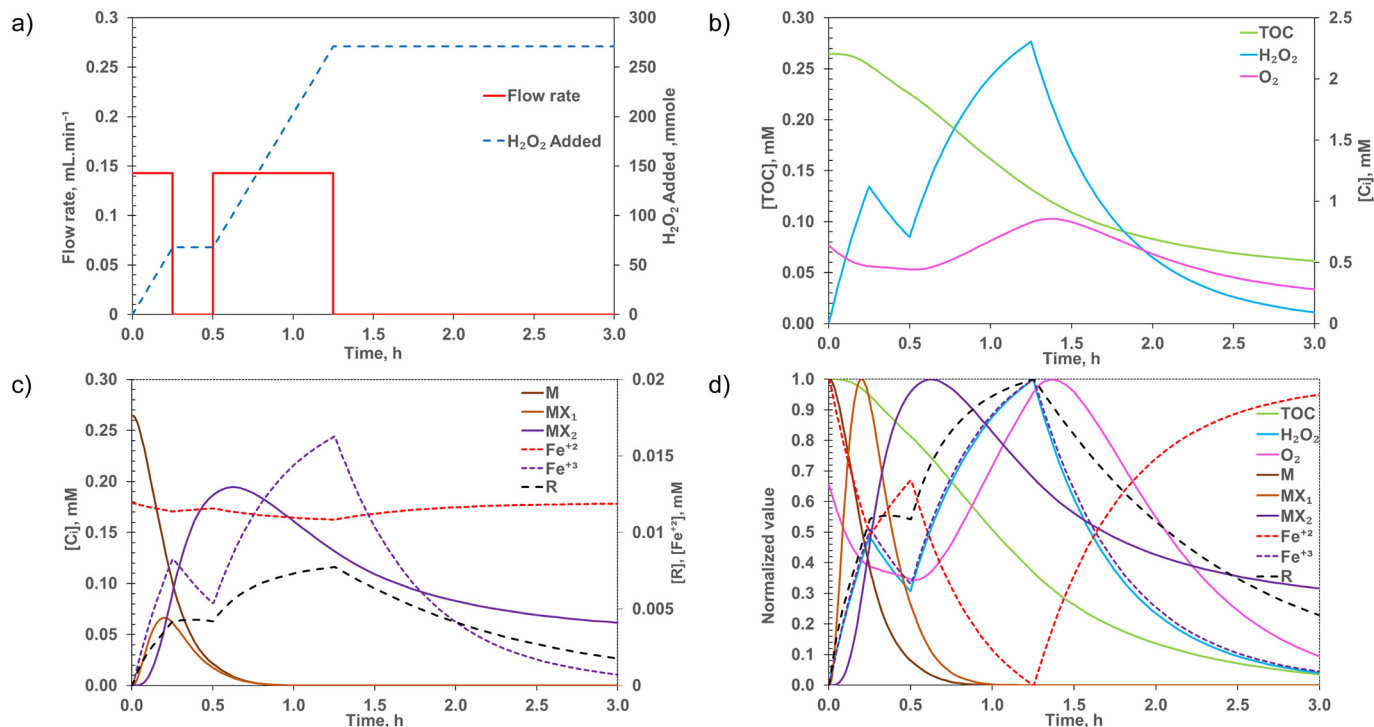 a)
Flow rate, mL.min⁻¹
0.3
0.25
0.2
0.15
0.1
0.05
0
300
250
200
150
100
50
0
H₂O₂ Added ,mmole
Flow rate
H₂O₂ Added
0.0 0.5 1.0 1.5 2.0 2.5 3.0
Time, h
b)
[TOC], mM
0.30
0.25
0.20
0.15
0.10
0.05
0.00
2.5
2
1.5
1
0.5
0
[Cᵢ], mM
TOC
H₂O₂
O₂
0.0 0.5 1.0 1.5 2.0 2.5 3.0
Time, h
c)
[Cᵢ], mM
0.30
0.25
0.20
0.15
0.10
0.05
0.00
0.02
0.015
0.01
0.005
0
[R], [Fe⁺²], mM
M
MX₁
MX₂
Fe⁺²
Fe⁺³
R
0.0 0.5 1.0 1.5 2.0 2.5 3.0
Time, h
d)
Normalized value
1.0
0.9
0.8
0.7
0.6
0.5
0.4
0.3
0.2
0.1
0.0
TOC
H₂O₂
O₂
M
MX₁
MX₂
Fe⁺²
Fe⁺³
R
0.0 0.5 1.0 1.5 2.0 2.5 3.0
Time, h